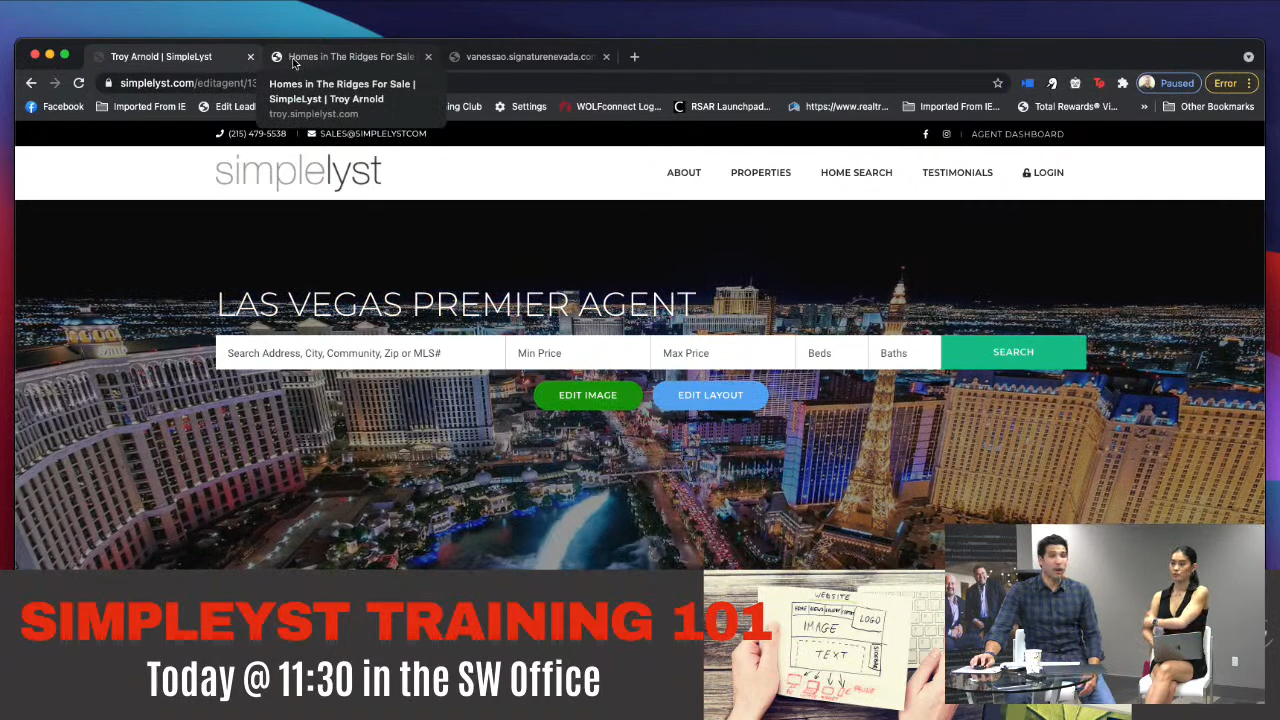 Troy Arnold | SimpleLyst
Homes in The Ridges For Sale
vanessao.signaturenevada.com
simplelyst.com/editagent/13
Homes in The Ridges For Sale |
SimpleLyst | Troy Arnold
troy.simplelyst.com
Paused
Error
Facebook
Imported From IE
Edit Lead
ing Club
Settings
WOLFconnect Log...
RSAR Launchpad...
https://www.realtr...
Imported From IE...
Total Rewards® Vi...
»
Other Bookmarks
(215) 479-5538
SALES@SIMPLELYSTCOM
AGENT DASHBOARD
simplelyst
ABOUT
PROPERTIES
HOME SEARCH
TESTIMONIALS
LOGIN
LAS VEGAS PREMIER AGENT
Search Address, City, Community, Zip or MLS#
Min Price
Max Price
Beds
Baths
SEARCH
EDIT IMAGE
EDIT LAYOUT
SIMPLEYST TRAINING 101
Today @ 11:30 in the SW Office
WEBSITE
HOME
LOGO
IMAGE
TEXT